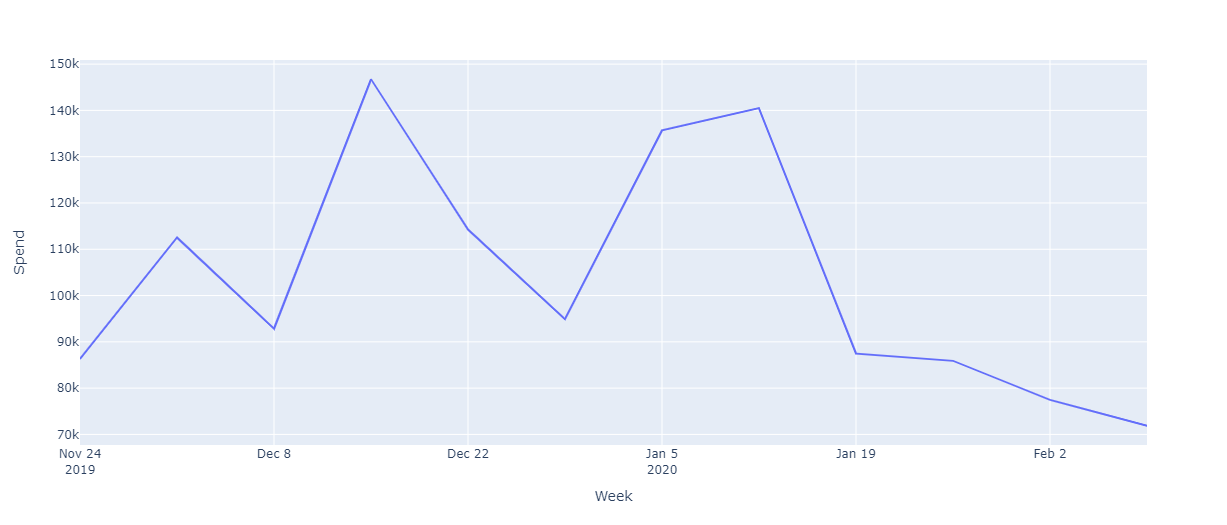 150k
140k
130k
120k
110k
100k
90k
80k
70k
Spend
Nov 24 Dec 8 Dec 22 Jan 5 Jan 19 Feb 2
2019 2020
Week